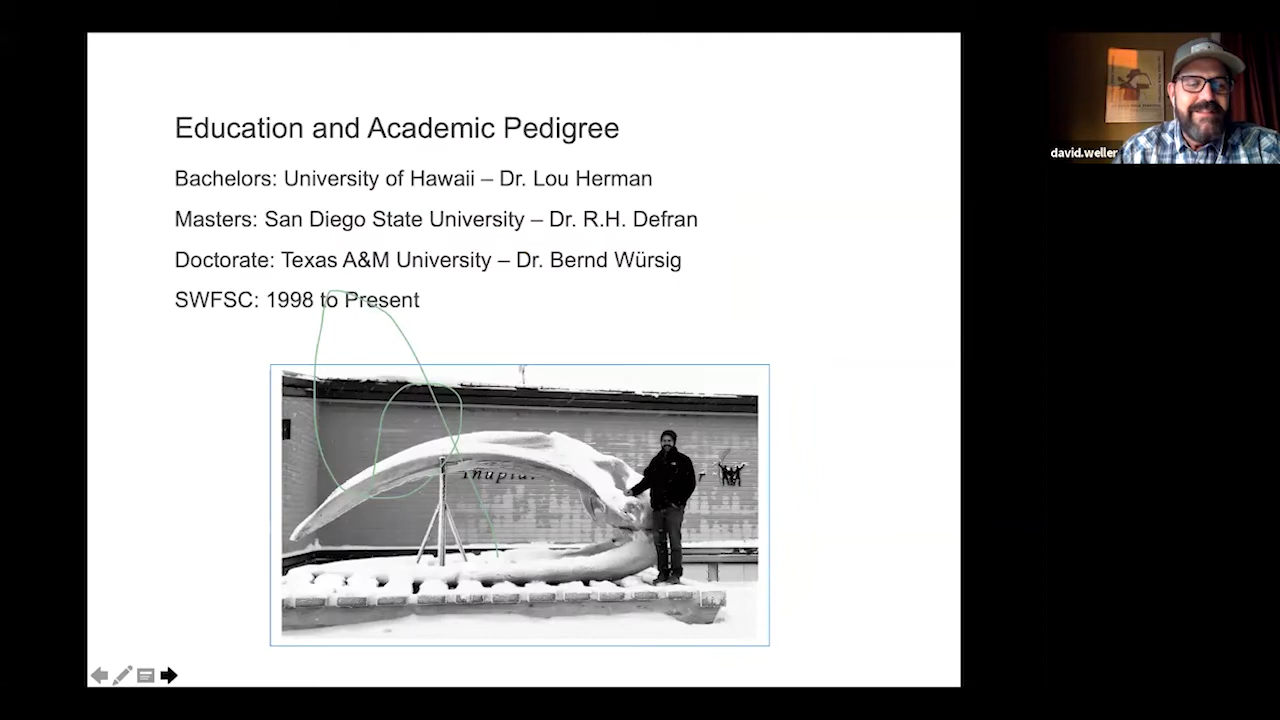 Education and Academic Pedigree
Bachelors: University of Hawaii – Dr. Lou Herman
Masters: San Diego State University – Dr. R.H. Defran
Doctorate: Texas A&M University – Dr. Bernd Würsig
SWFSC: 1998 to Present
david.weller